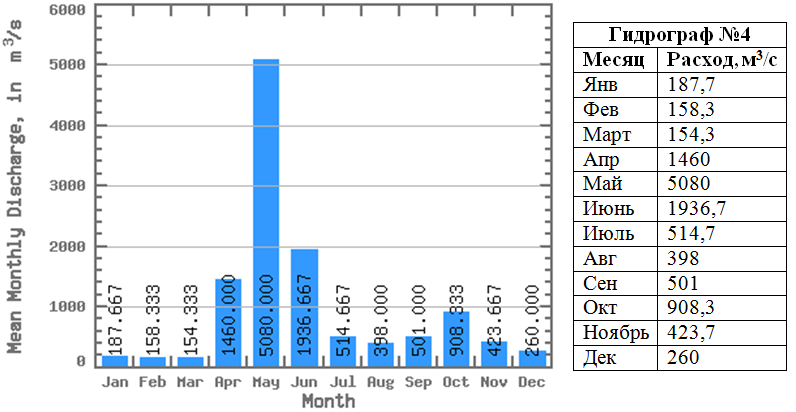 6000
5000
4000
3000
2000
1000
0
Mean Monthly Discharge, in m³/s
187.667
158.333
154.333
1460.000
5080.000
1936.667
514.667
398.000
501.000
908.333
423.667
260.000
Jan Feb Mar Apr May Jun Jul Aug Sep Oct Nov Dec
Month
Гидрограф №4
Месяц Расход, м³/с
Янв 187,7
Фев 158,3
Март 154,3
Апр 1460
Май 5080
Июнь 1936,7
Июль 514,7
Авг 398
Сен 501
Окт 908,3
Ноябрь 423,7
Дек 260